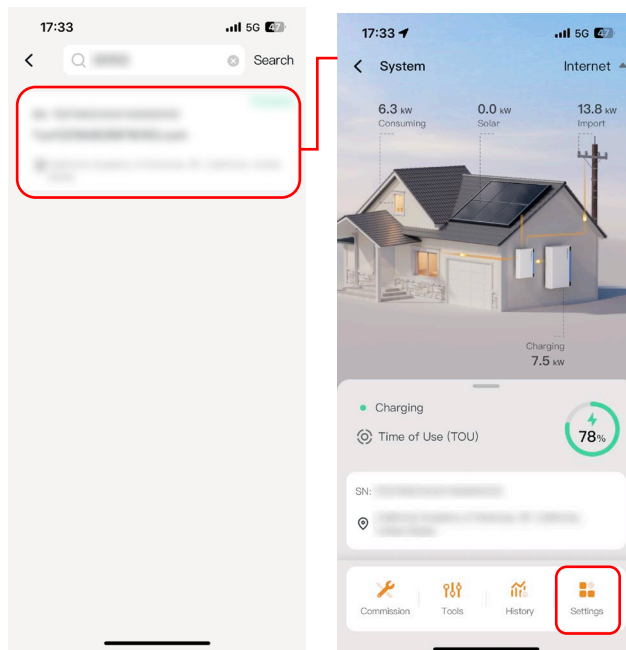 17:33
5G 47
Search
17:33
5G 47
System
Internet
6.3 kW
Consuming
0.0 kW
Solar
13.8 kW
Import
Charging
7.5 kW
Charging
Time of Use (TOU)
78%
SN:
Commission
Tools
History
Settings